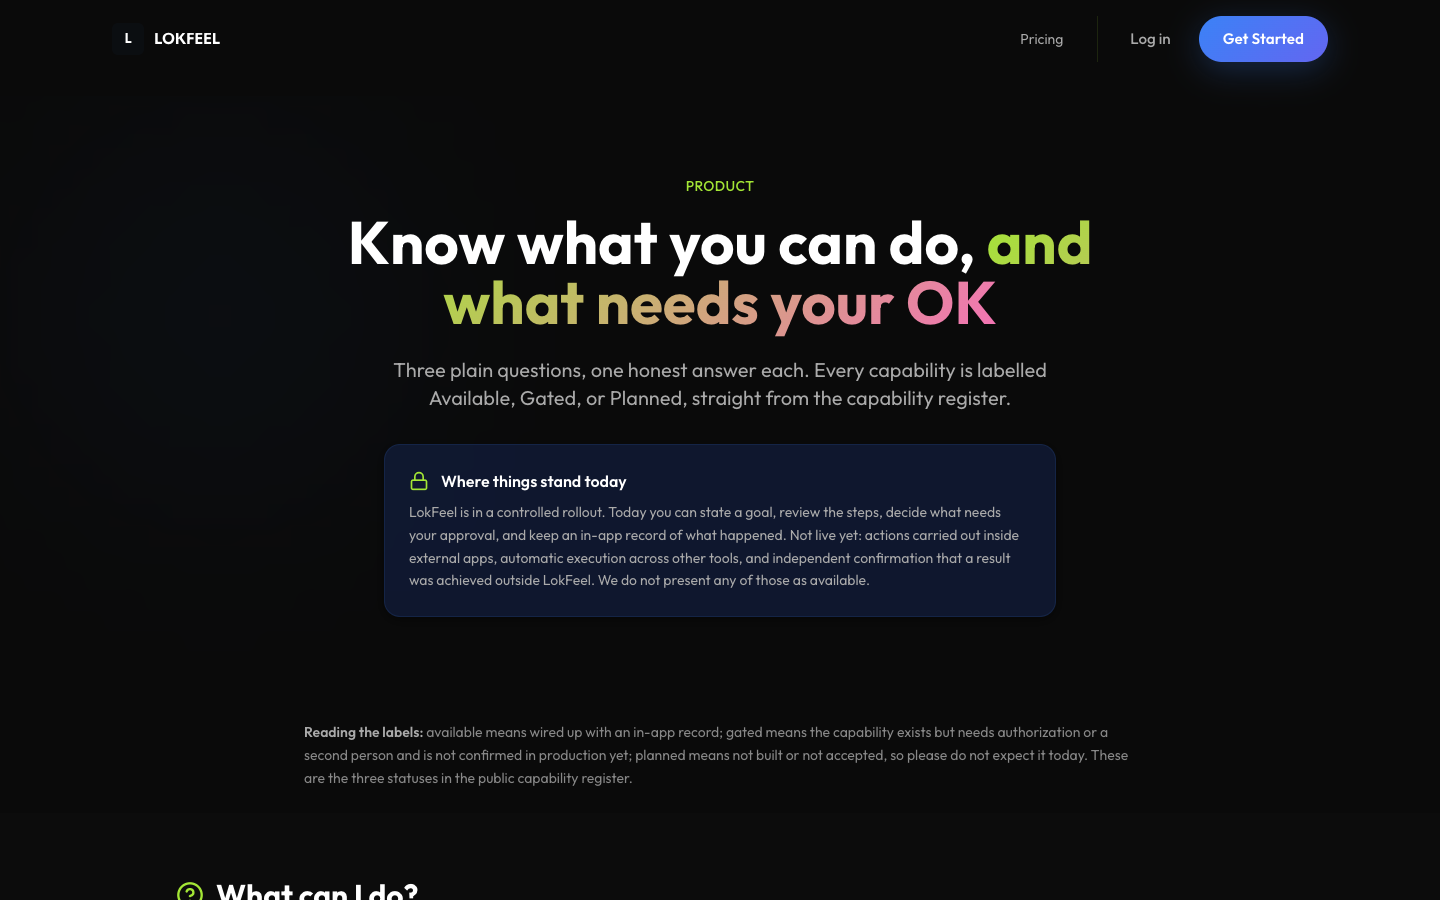 L LOKFEEL
Pricing
Log in
Get Started
PRODUCT
Know what you can do, and
what needs your OK
Three plain questions, one honest answer each. Every capability is labelled
Available, Gated, or Planned, straight from the capability register.
Where things stand today
LokFeel is in a controlled rollout. Today you can state a goal, review the steps, decide what needs
your approval, and keep an in-app record of what happened. Not live yet: actions carried out inside
external apps, automatic execution across other tools, and independent confirmation that a result
was achieved outside LokFeel. We do not present any of those as available.
Reading the labels: available means wired up with an in-app record; gated means the capability exists but needs authorization or a
second person and is not confirmed in production yet; planned means not built or not accepted, so please do not expect it today. These
are the three statuses in the public capability register.
What can I do?